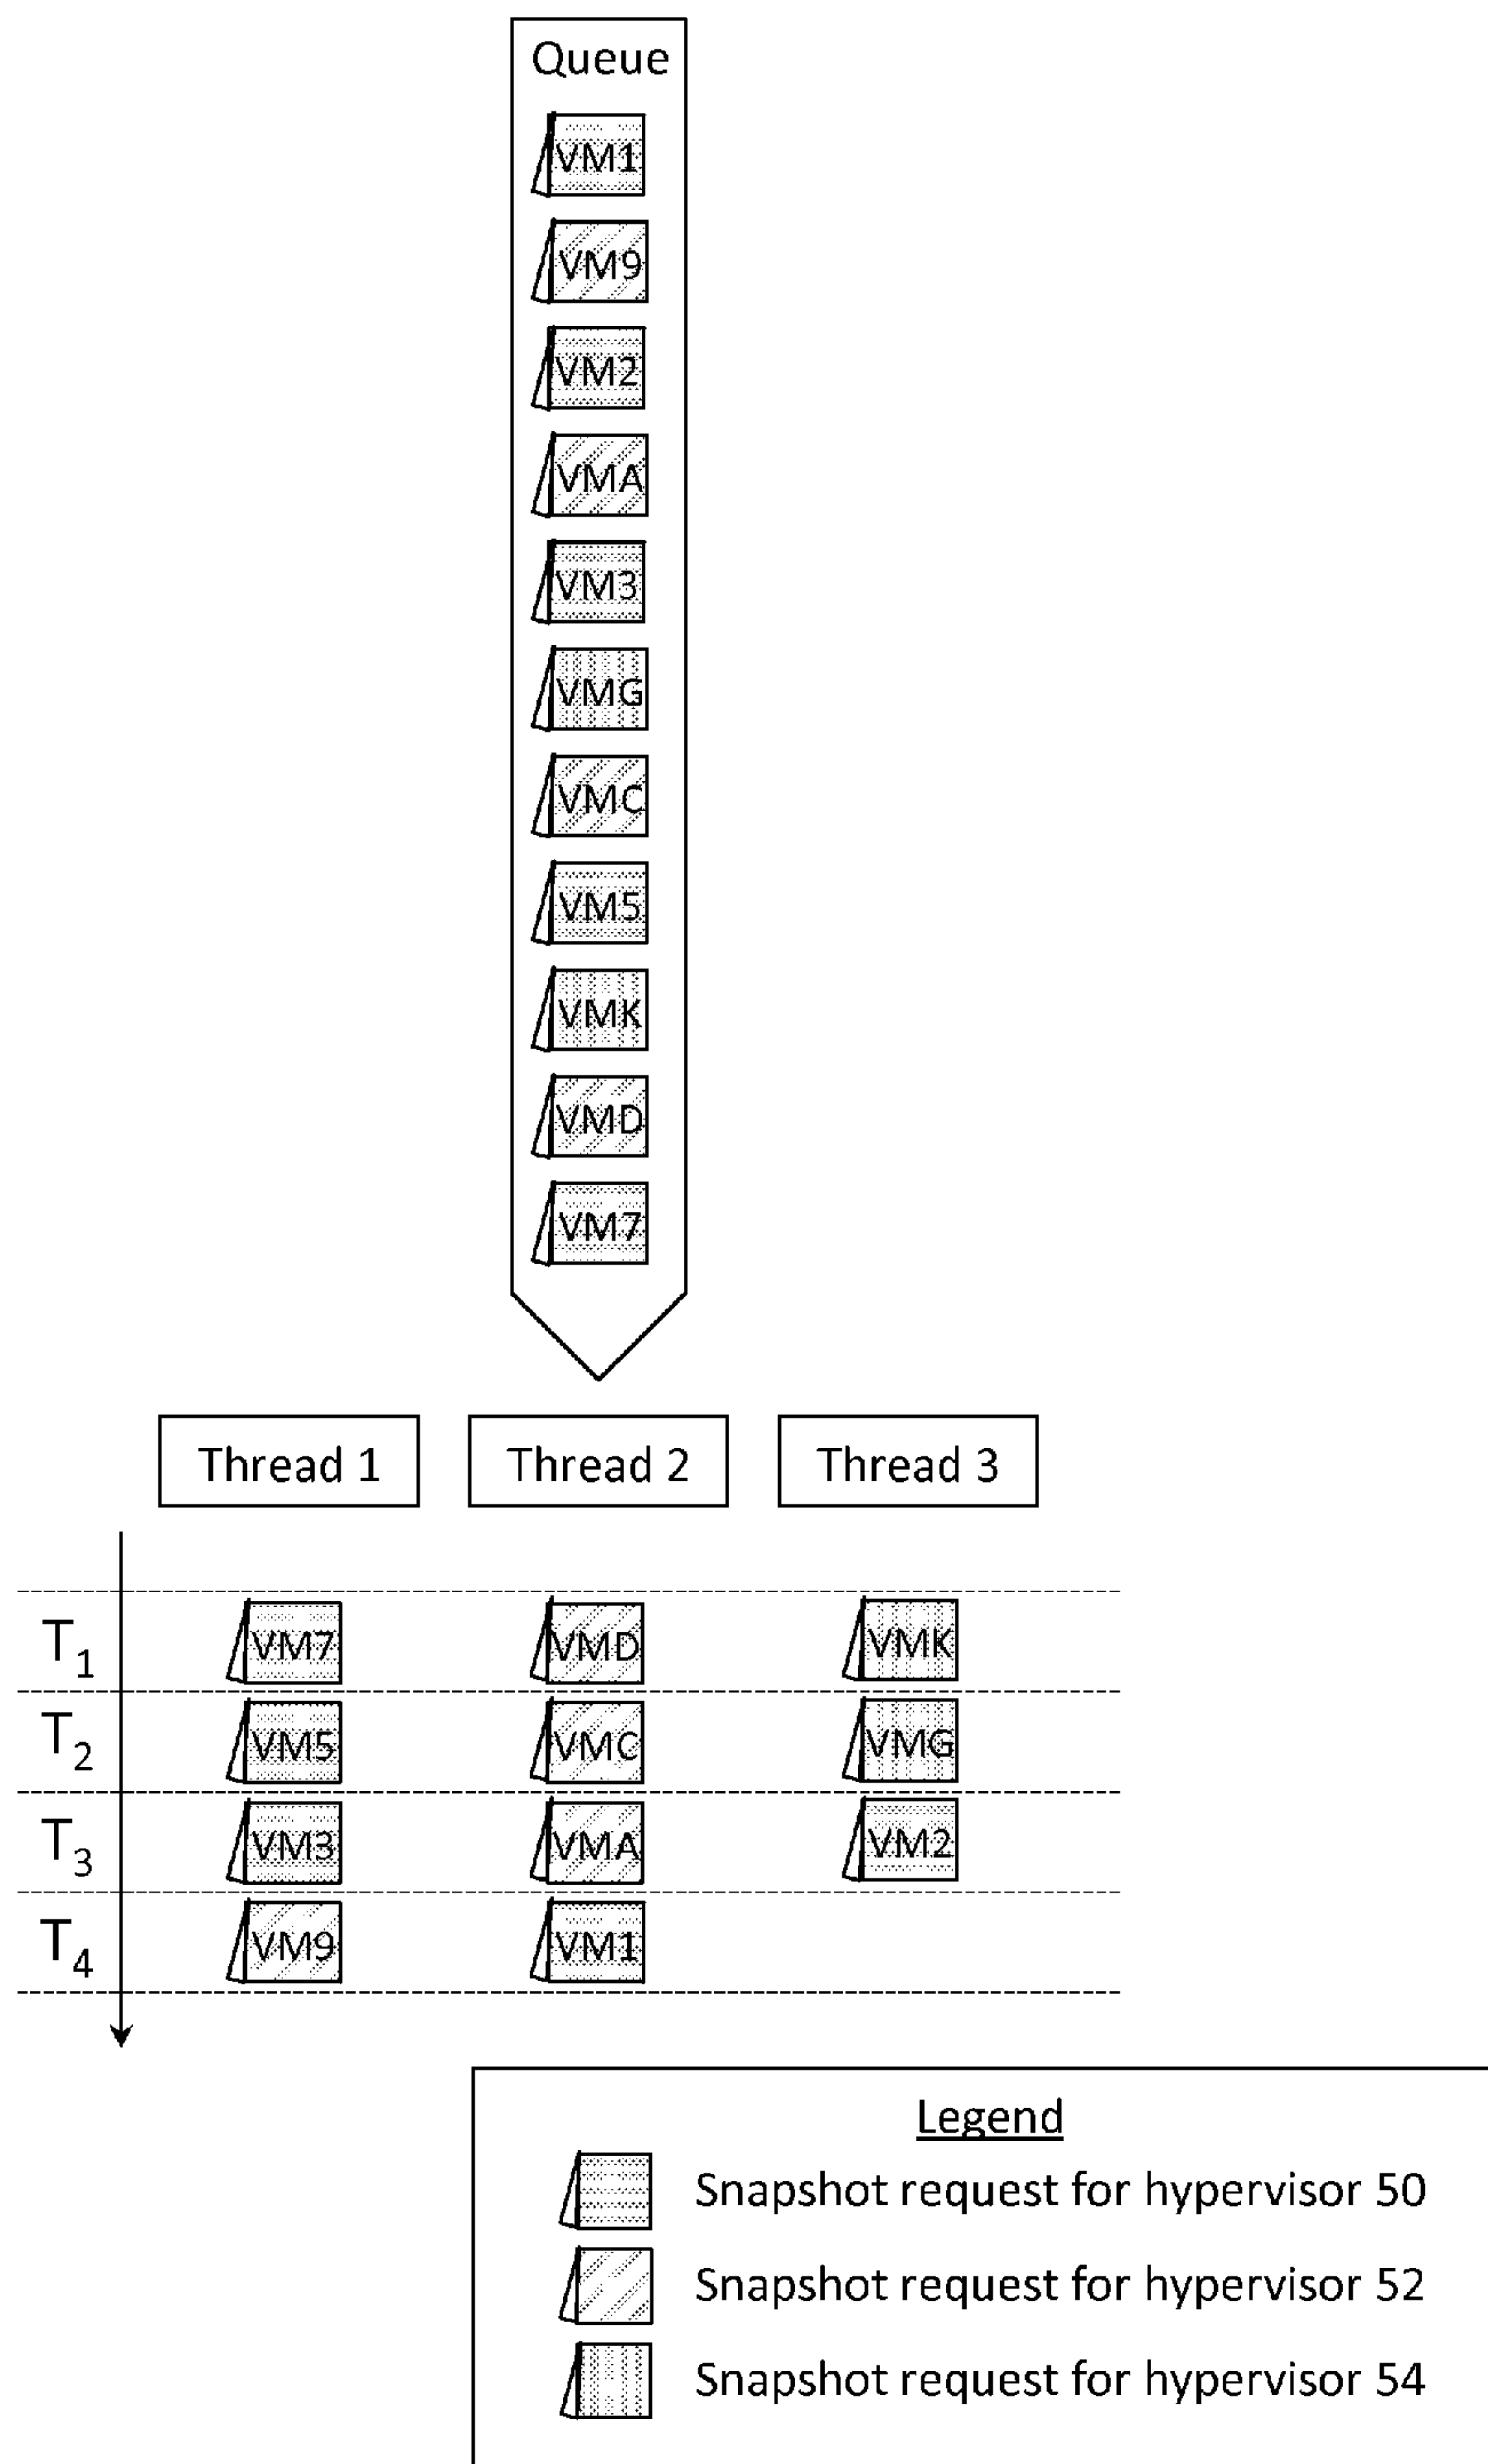 Queue
VM1
VM9
VM2
VMA
VM3
VMG
VMC
VM5
VMK
VMD
VM7
Thread 1 Thread 2 Thread 3
T1 VM7 VMD VMK
T2 VM5 VMC VMG
T3 VM3 VMA VM2
T4 VM9 VM1
Legend
Snapshot request for hypervisor 50
Snapshot request for hypervisor 52
Snapshot request for hypervisor 54